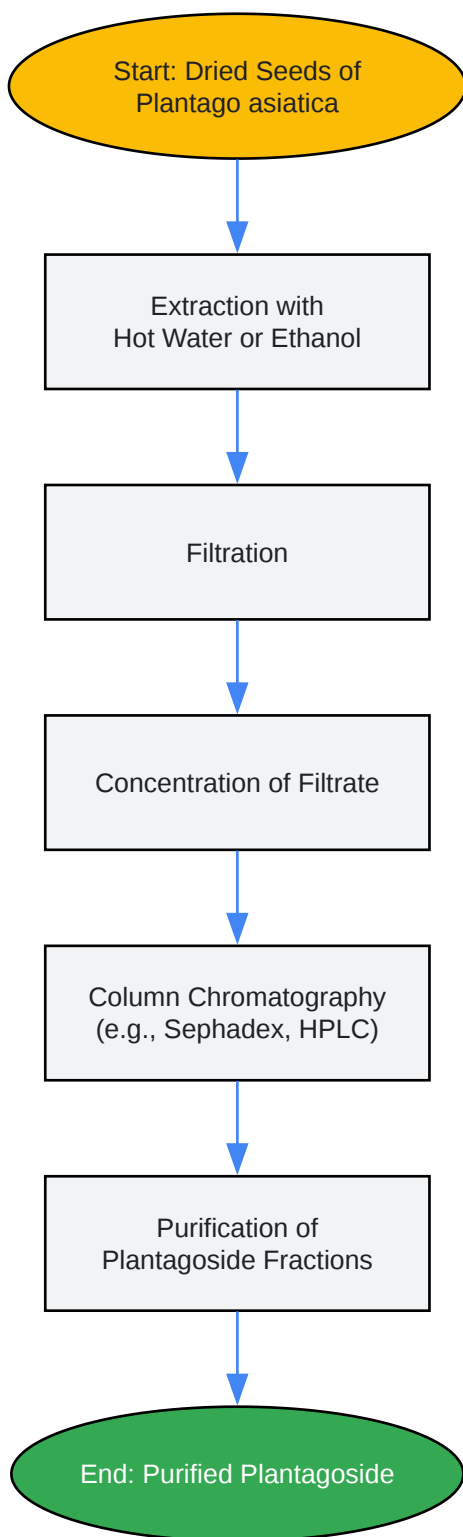 Start: Dried Seeds of
Plantago asiatica
Extraction with
Hot Water or Ethanol
Filtration
Concentration of Filtrate
Column Chromatography
(e.g., Sephadex, HPLC)
Purification of
Plantagoside Fractions
End: Purified Plantagoside